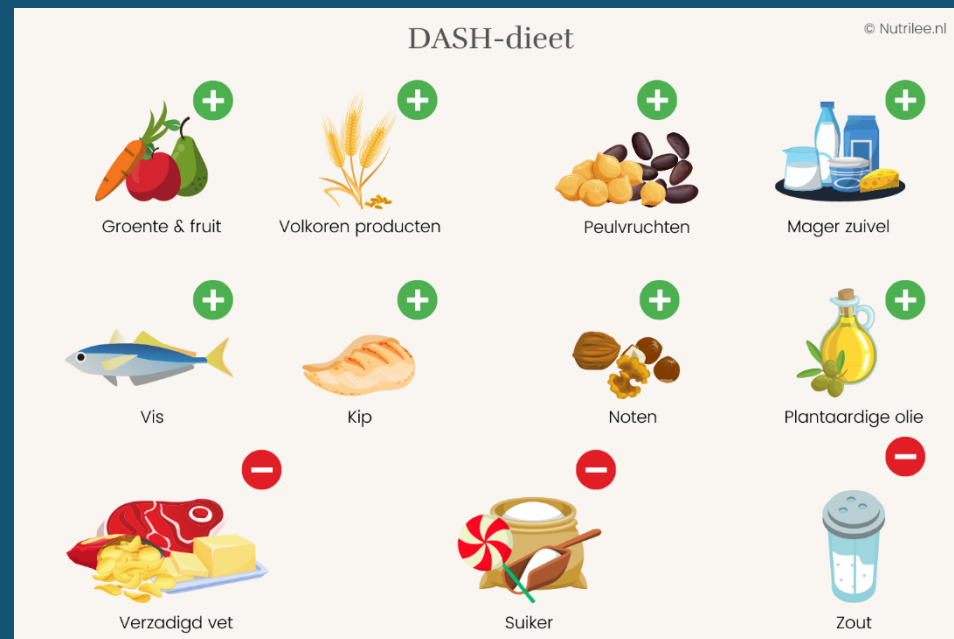 DASH-dieet
© Nutrilee.nl
Groente & fruit
Volkoren producten
Peulvruchten
Mager zuivel
Vis
Kip
Noten
Plantaardige olie
Verzadigd vet
Suiker
Zout